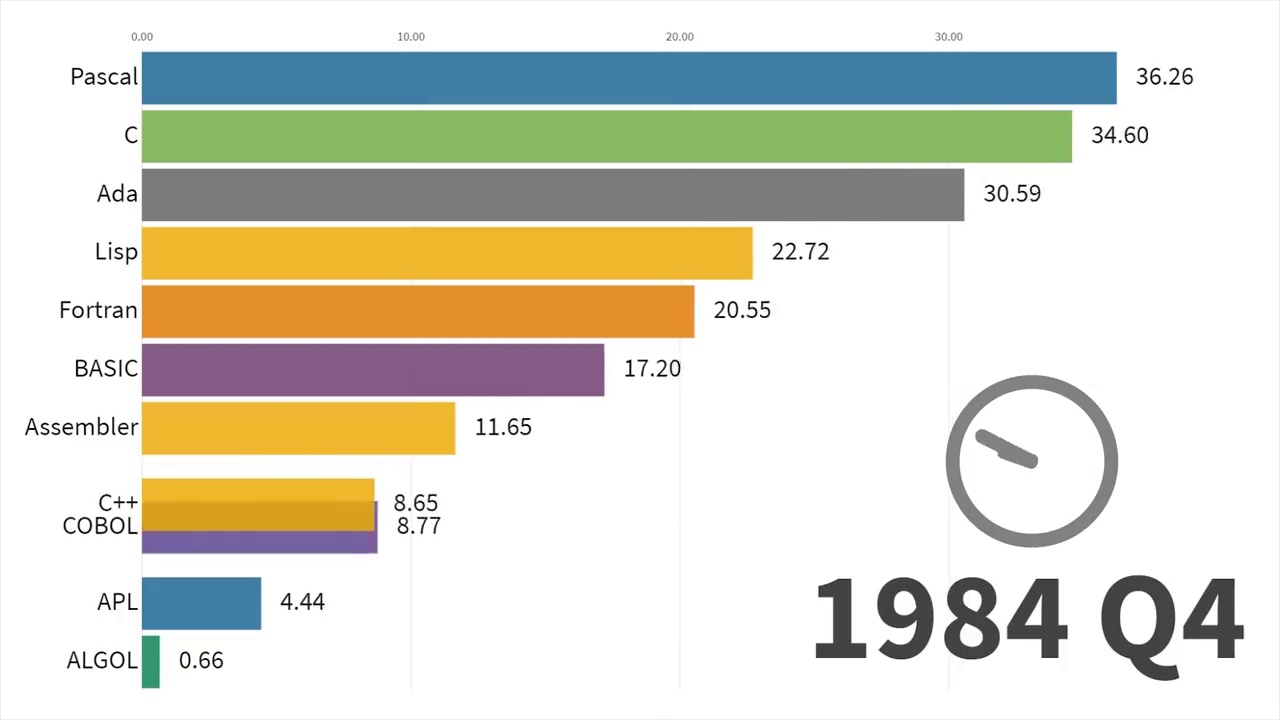 0.00 10.00 20.00 30.00
Pascal 36.26
C 34.60
Ada 30.59
Lisp 22.72
Fortran 20.55
BASIC 17.20
Assembler 11.65
C++ 8.65
COBOL 8.77
APL 4.44
ALGOL 0.66
1984 Q4